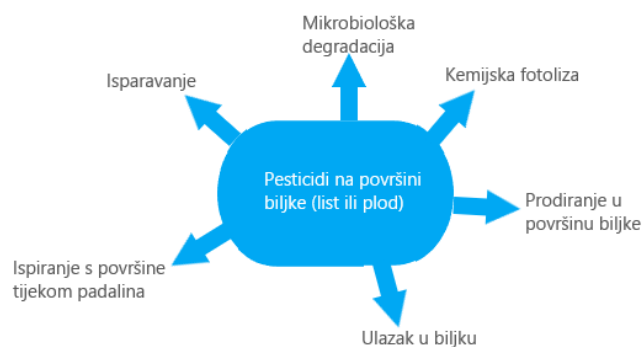 Mikrobiološka
degradacija
Kemijska fotoliza
Isparavanje
Pesticidi na površini
biljke (list ili plod)
Prodiranje u
površinu biljke
Ispiranje s površine
tijekom padalina
Ulazak u biljku